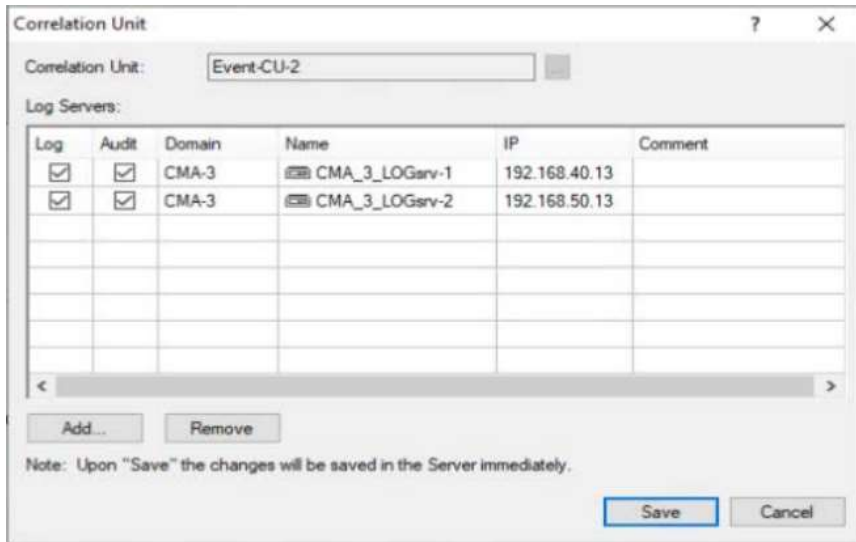 Correlation Unit ? ×
Correlation Unit: Event-CU-2 ...
Log Servers:
Log Audit Domain Name IP Comment
CMA-3 CMA_3_LOGsrv-1 192.168.40.13
CMA-3 CMA_3_LOGsrv-2 192.168.50.13
< >
Add... Remove
Note: Upon "Save" the changes will be saved in the Server immediately.
Save Cancel